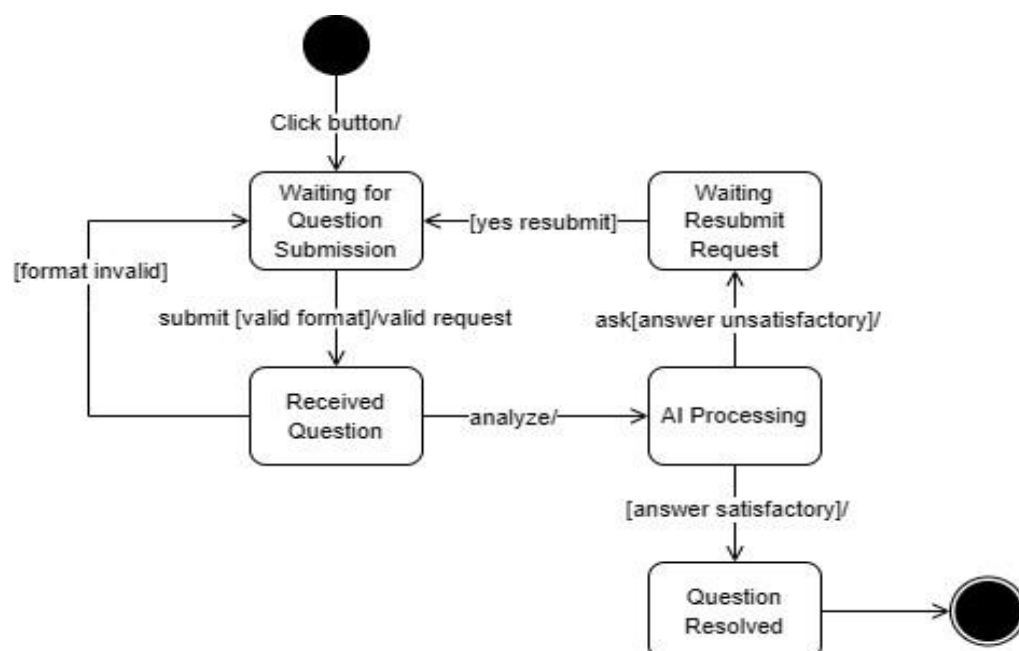 Click button/
Waiting for
Question
Submission
[yes resubmit]
Waiting
Resubmit
Request
[format invalid]
submit [valid format]/valid request
ask[answer unsatisfactory]/
Received
Question
analyze/
AI Processing
[answer satisfactory]/
Question
Resolved